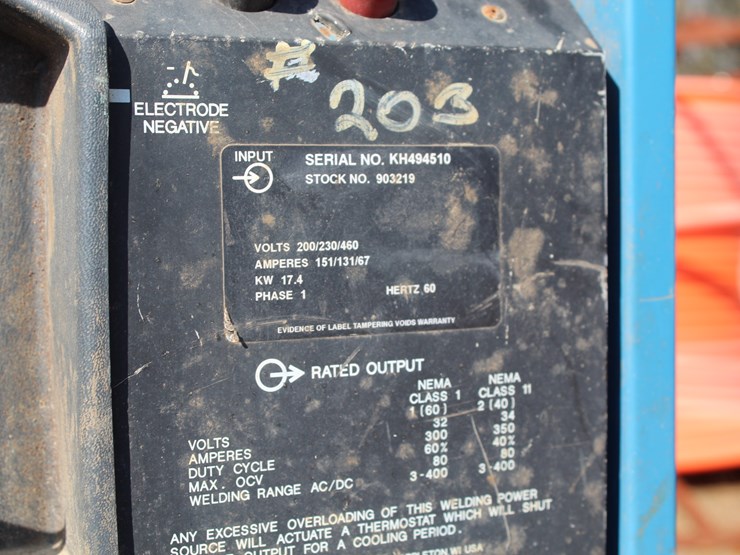 # 203
ELECTRODE
NEGATIVE
INPUT
SERIAL NO. KH494510
STOCK NO. 903219
VOLTS 200/230/460
AMPERES 151/131/67
KW 17.4
PHASE 1 HERTZ 60
EVIDENCE OF LABEL TAMPERING VOIDS WARRANTY
RATED OUTPUT
NEMA NEMA
CLASS 1 CLASS 11
1 (60) 2 (40)
VOLTS 32 34
AMPERES 300 350
DUTY CYCLE 60% 40%
MAX. OCV 80 80
WELDING RANGE AC/DC 3-400 3-400
ANY EXCESSIVE OVERLOADING OF THIS WELDING POWER
SOURCE WILL ACTUATE A THERMOSTAT WHICH WILL SHUT
OUTPUT FOR A COOLING PERIOD.
WI USA